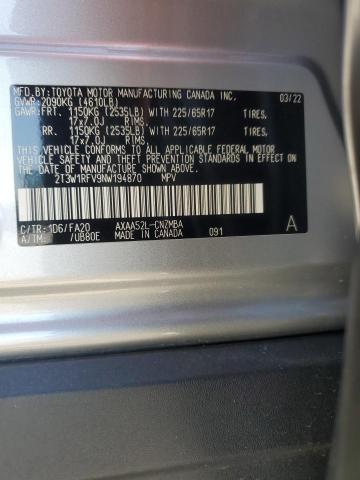 MFD. BY: TOYOTA MOTOR MANUFACTURING CANADA INC. 03/22
GVWR: 2090KG (4610LB)
GAWR: FRT. 1150KG (2535LB) WITH 225/65R17 TIRES,
17x7.0J RIMS,
RR. 1150KG (2535LB) WITH 225/65R17 TIRES,
17x7.0J RIMS,
THIS VEHICLE CONFORMS TO ALL APPLICABLE FEDERAL MOTOR
VEHICLE SAFETY, AND THEFT PREVENTION STANDARDS IN EFFECT
ON THE DATE OF MANUFACTURE SHOWN ABOVE.
2T3W1RFV9NW194870 MPV
C/TR:1D6/FA20 AXAA52L-CNZMBA A
A/TM: /UB80E 091